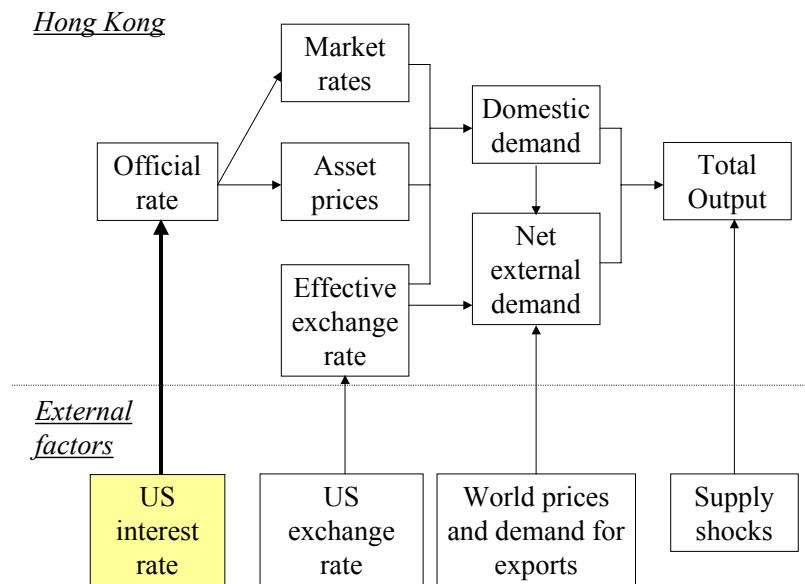 Hong Kong
Market
rates
Domestic
demand
Official
rate
Asset
prices
Total
Output
Net
external
demand
Effective
exchange
rate
External
factors
US
interest
rate
US
exchange
rate
World prices
and demand for
exports
Supply
shocks